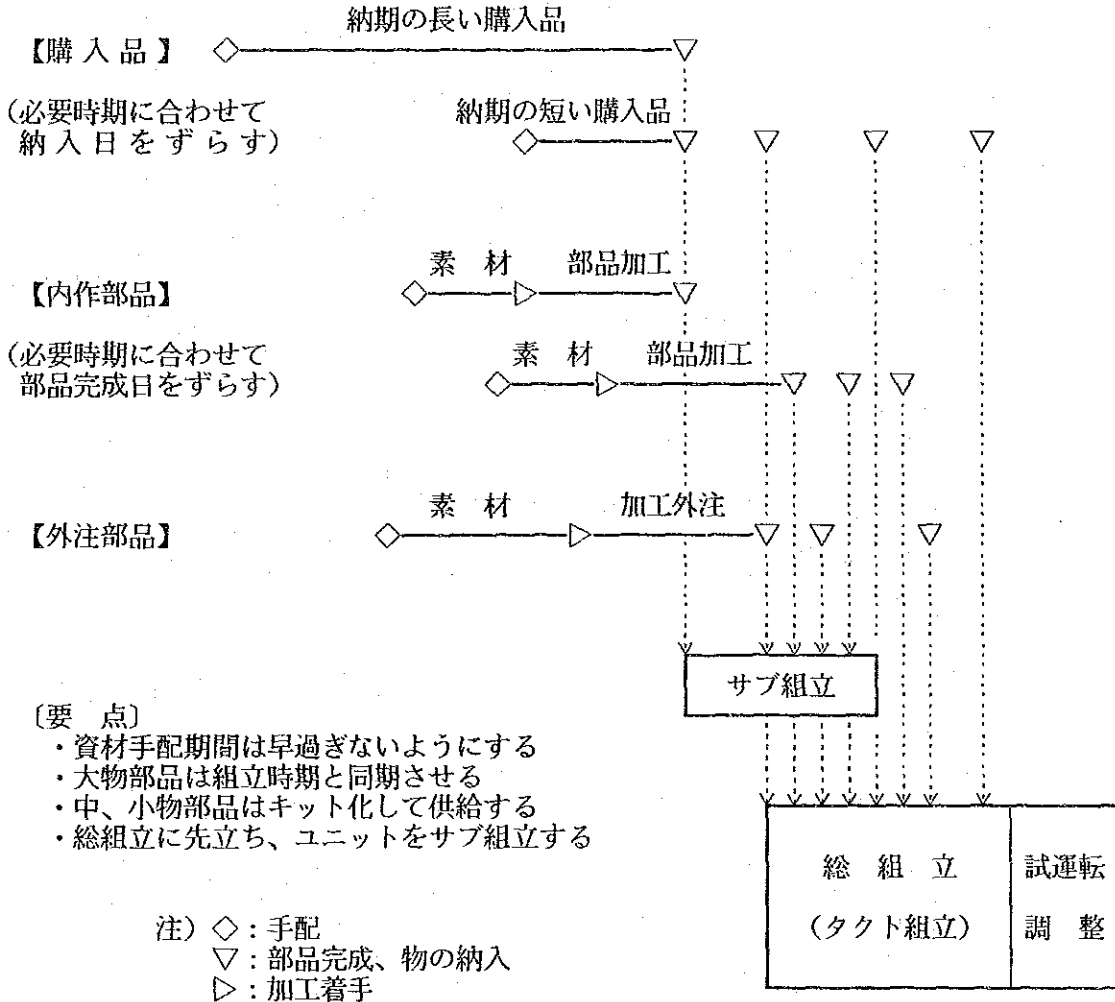 納期の長い購入品
【購入品】
(必要時期に合わせて
納入日をずらす)
納期の短い購入品
素 材 部品加工
【内作部品】
(必要時期に合わせて
部品完成日をずらす)
素 材 部品加工
素 材 加工外注
【外注部品】
サブ組立
〔要 点〕
・資材手配期間は早過ぎないようにする
・大物部品は組立時期と同期させる
・中、小物部品はキット化して供給する
・総組立に先立ち、ユニットをサブ組立する
総 組 立
(タクト組立)
試運転
調 整
注)◇:手配
▽:部品完成、物の納入
▷:加工着手